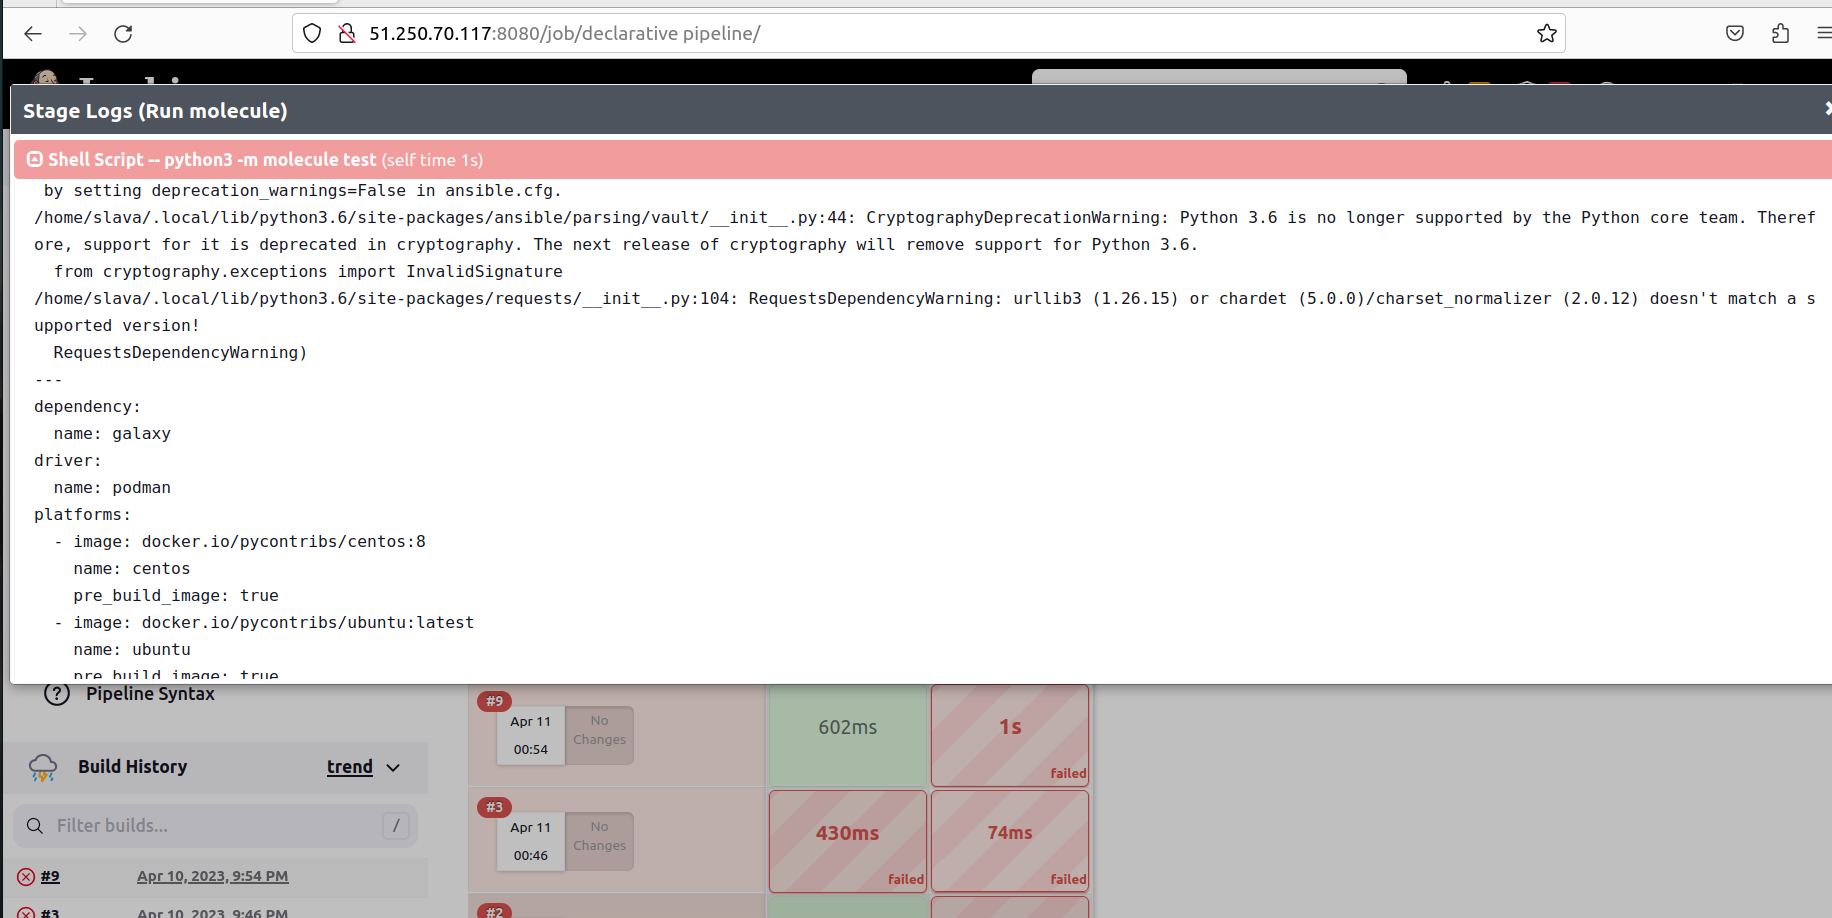 51.250.70.117:8080/job/declarative pipeline/
Stage Logs (Run molecule)
Shell Script -- python3 -m molecule test (self time 1s)
by setting deprecation_warnings=False in ansible.cfg.
/home/slava/.local/lib/python3.6/site-packages/ansible/parsing/vault/__init__.py:44: CryptographyDeprecationWarning: Python 3.6 is no longer supported by the Python core team. Theref
ore, support for it is deprecated in cryptography. The next release of cryptography will remove support for Python 3.6.
from cryptography.exceptions import InvalidSignature
/home/slava/.local/lib/python3.6/site-packages/requests/__init__.py:104: RequestsDependencyWarning: urllib3 (1.26.15) or chardet (5.0.0)/charset_normalizer (2.0.12) doesn't match a s
upported version!
RequestsDependencyWarning)
---
dependency:
name: galaxy
driver:
name: podman
platforms:
- image: docker.io/pycontribs/centos:8
name: centos
pre_build_image: true
- image: docker.io/pycontribs/ubuntu:latest
name: ubuntu
pre_build_image: true
Pipeline Syntax
Build History
trend
Filter builds...
/
#9
Apr 10, 2023, 9:54 PM
#3
Apr 10, 2023, 9:46 PM
#9
Apr 11
00:54
No
Changes
602ms
1s
failed
#3
Apr 11
00:46
No
Changes
430ms
failed
74ms
failed
#2